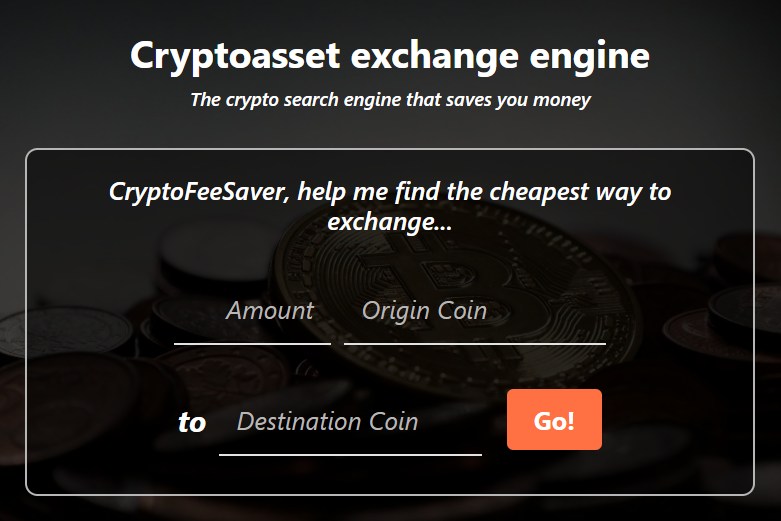 Cryptoasset exchange engine
The crypto search engine that saves you money
CryptoFeeSaver, help me find the cheapest way to
exchange...
Amount Origin Coin
to Destination Coin Go!